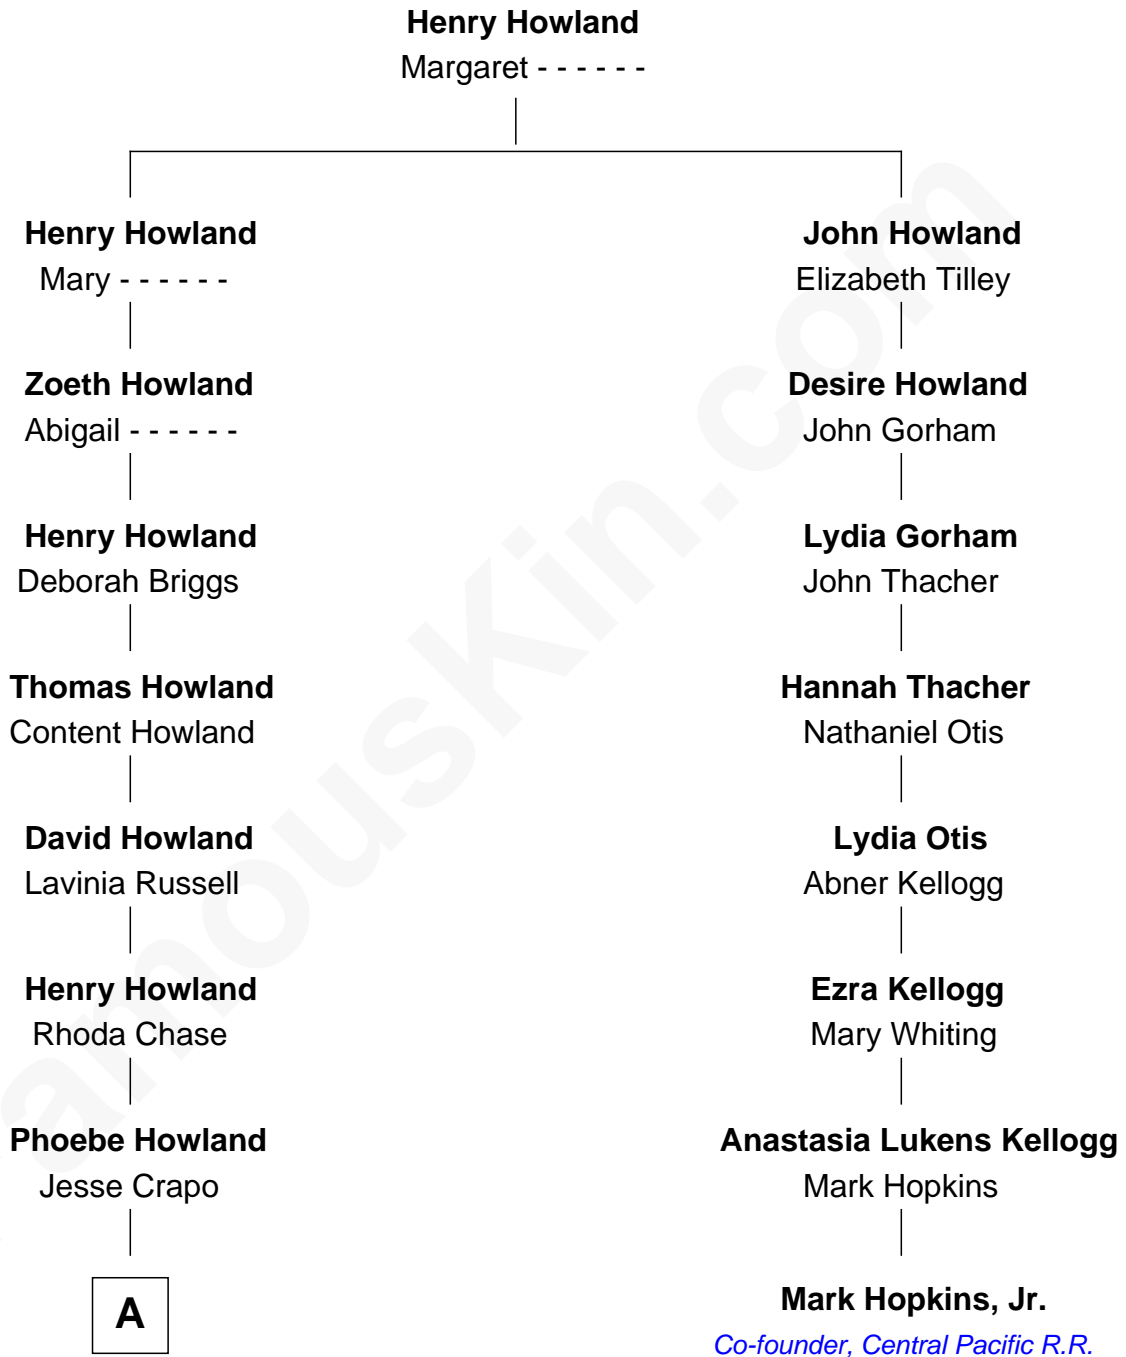 Henry Howland
Margaret - - - - - -
Henry Howland
Mary - - - - - -
Zoeth Howland
Abigail - - - - - -
Henry Howland
Deborah Briggs
Thomas Howland
Content Howland
David Howland
Lavinia Russell
Henry Howland
Rhoda Chase
Phoebe Howland
Jesse Crapo
A
John Howland
Elizabeth Tilley
Desire Howland
John Gorham
Lydia Gorham
John Thacher
Hannah Thacher
Nathaniel Otis
Lydia Otis
Abner Kellogg
Ezra Kellogg
Mary Whiting
Anastasia Lukens Kellogg
Mark Hopkins
Mark Hopkins, Jr.
Co-founder, Central Pacific R.R.
amousKin.com